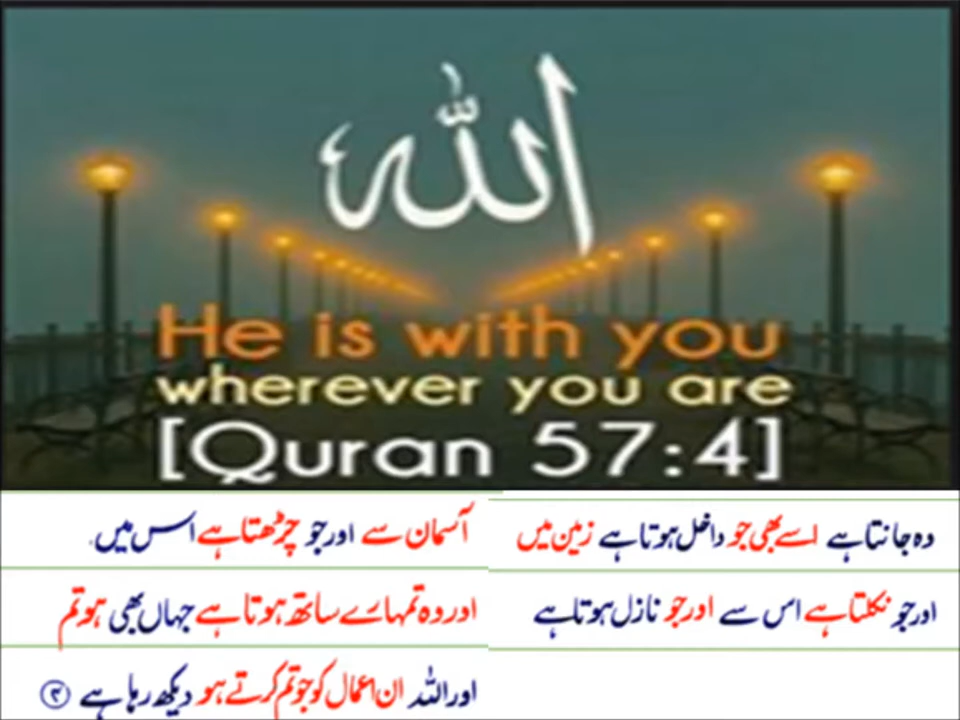 الله
He is with you
wherever you are
[Quran 57:4]
وہ جانتا ہے اسے بھی جو داخل ہوتا ہے زمین میں
اور جو نکلتا ہے اس سے اور جو نازل ہوتا ہے
آسمان سے اور جو چڑھتا ہے اس میں۔
اور وہ تمہارے ساتھ ہوتا ہے جہاں بھی ہو تم
اور اللہ ان اعمال کو جو تم کرتے ہو دیکھ رہا ہے ۴